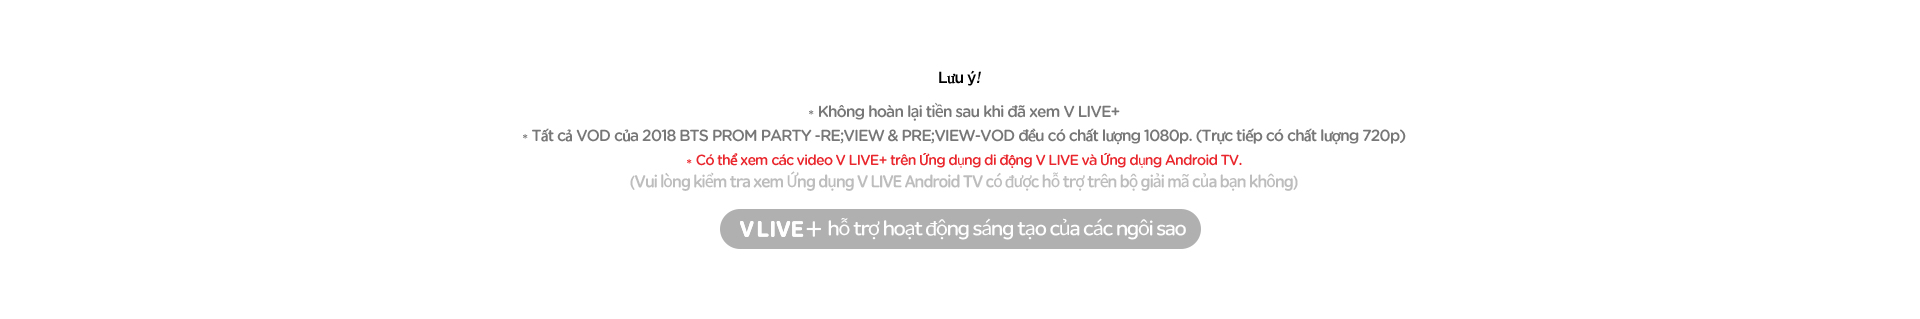 Lưu ý!
* Không hoàn lại tiền sau khi đã xem V LIVE+
* Tất cả VOD của 2018 BTS PROM PARTY -RE;VIEW & PRE;VIEW-VOD đều có chất lượng 1080p. (Trực tiếp có chất lượng 720p)
* Có thể xem các video V LIVE+ trên Ứng dụng di động V LIVE và Ứng dụng Android TV.
(Vui lòng kiểm tra xem Ứng dụng V LIVE Android TV có được hỗ trợ trên bộ giải mã của bạn không)
V LIVE+ hỗ trợ hoạt động sáng tạo của các ngôi sao